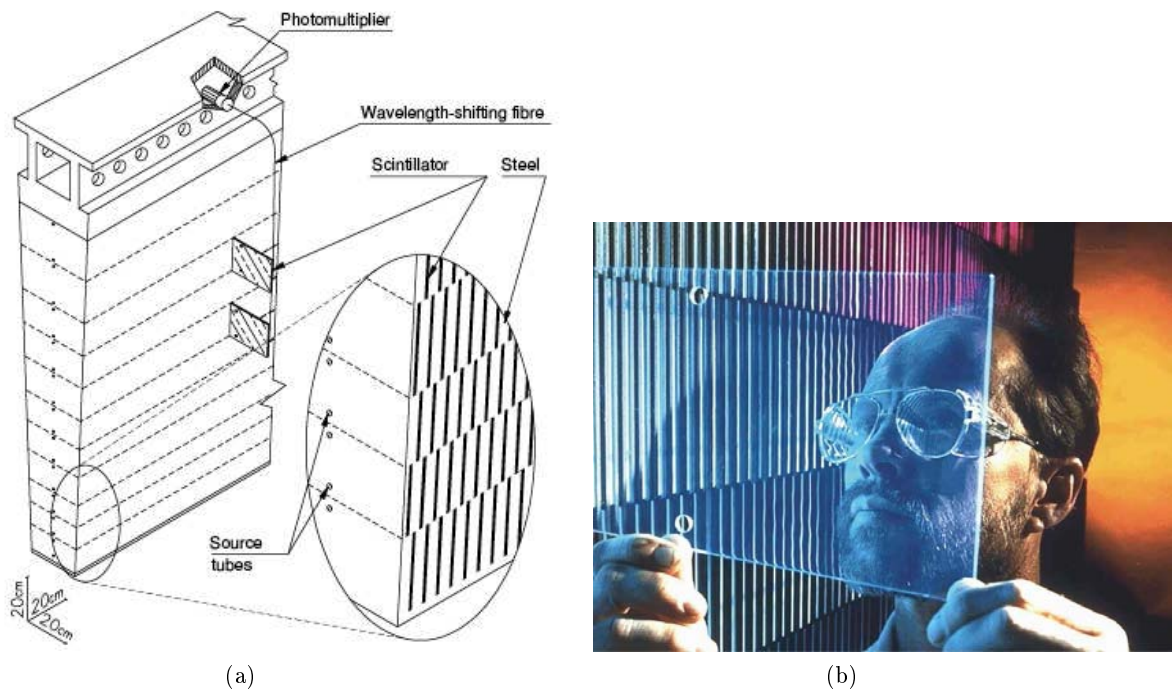 Photomultiplier
Wavelength-shifting fibre
Scintillator
Steel
Source
tubes
20cm
20cm
20cm
(a)
(b)